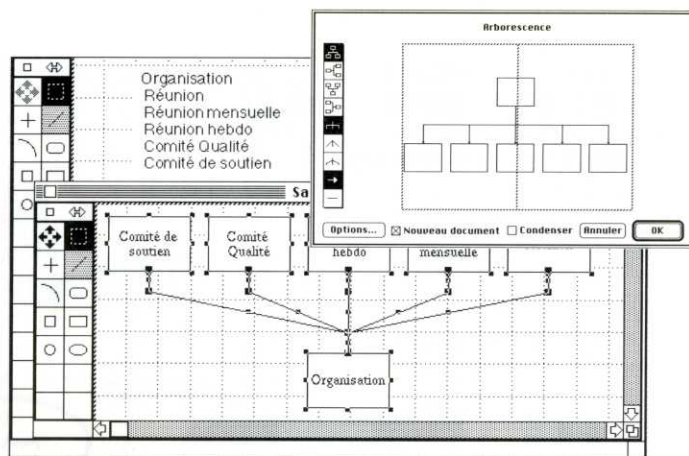 Arborescence
Organisation
Réunion
Réunion mensuelle
Réunion hebdo
Comité Qualité
Comité de soutien
Options...
Nouveau document
Condenser
Annuler
OK
Sa
Comité de
soutien
Comité
Qualité
hebdo
mensuelle
Organisation